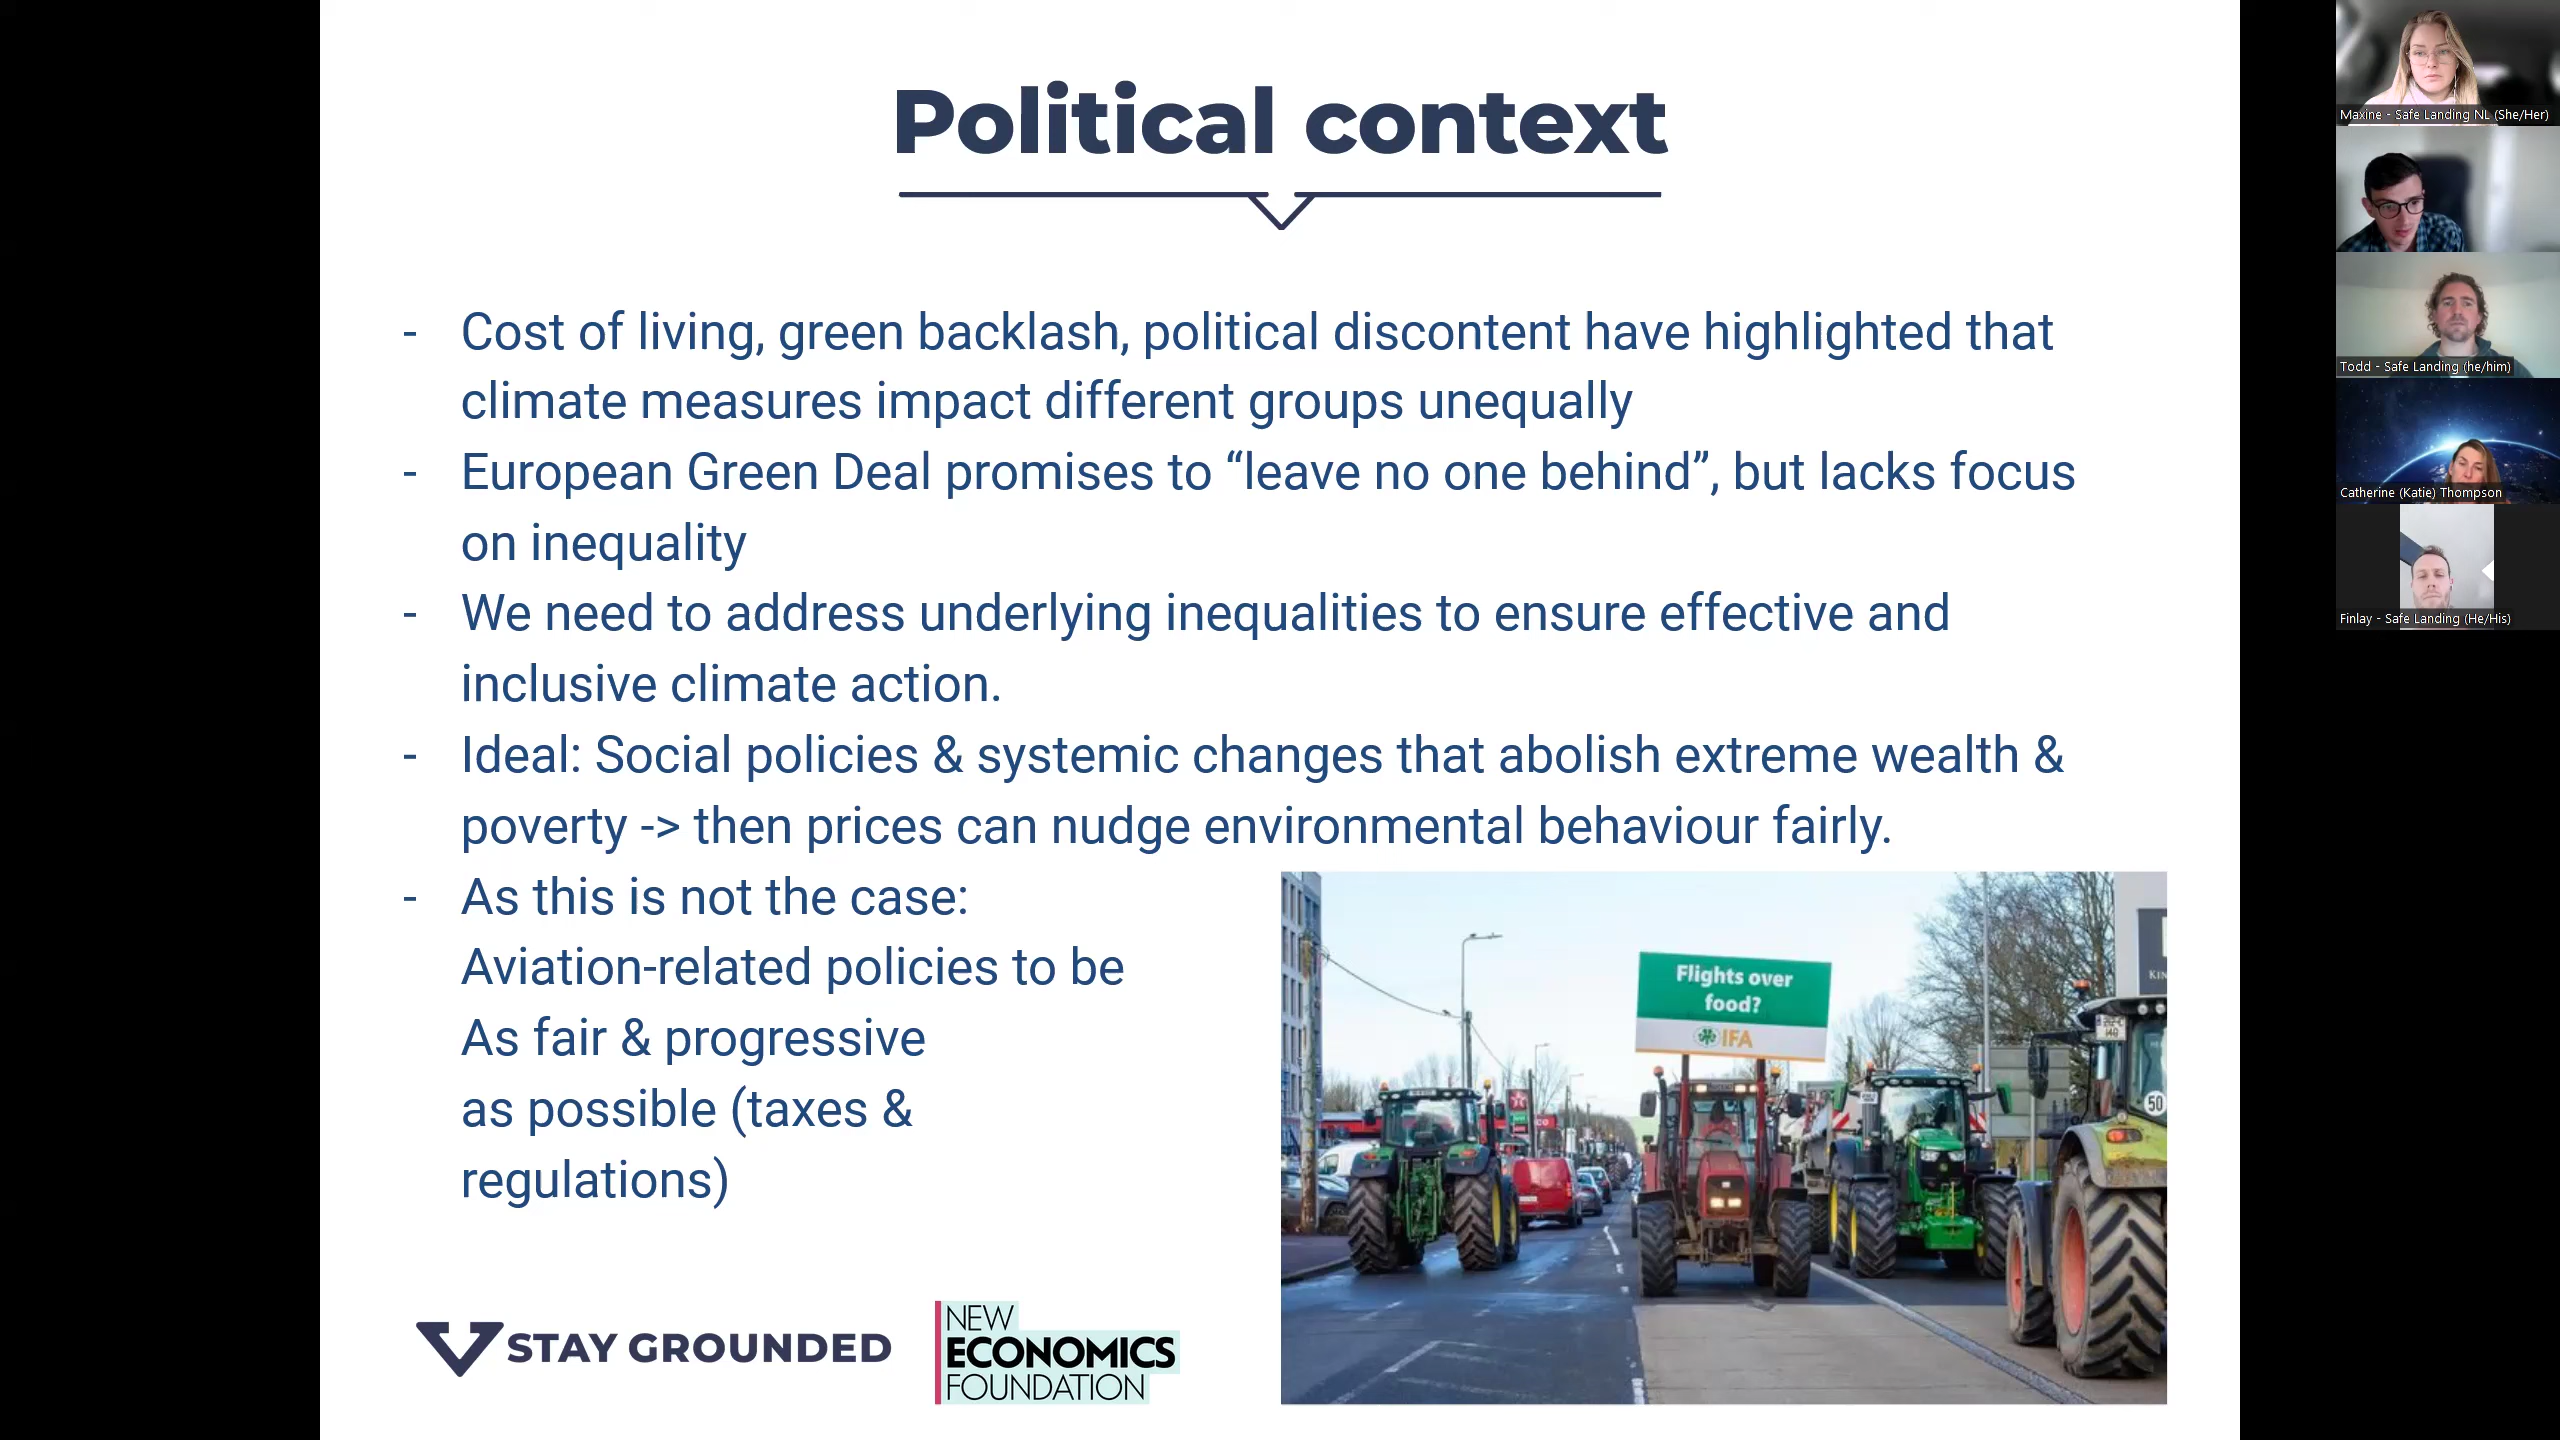 Political context
- Cost of living, green backlash, political discontent have highlighted that
climate measures impact different groups unequally
- European Green Deal promises to “leave no one behind”, but lacks focus
on inequality
- We need to address underlying inequalities to ensure effective and
inclusive climate action.
- Ideal: Social policies & systemic changes that abolish extreme wealth &
poverty -> then prices can nudge environmental behaviour fairly.
- As this is not the case:
Aviation-related policies to be
As fair & progressive
as possible (taxes &
regulations)
Flights over
food?
IFA
50
STAY GROUNDED
NEW
ECONOMICS
FOUNDATION
Maxine - Safe Landing NL (She/Her)
Todd - Safe Landing (he/him)
Catherine (Katie) Thompson
Finlay - Safe Landing (He/His)